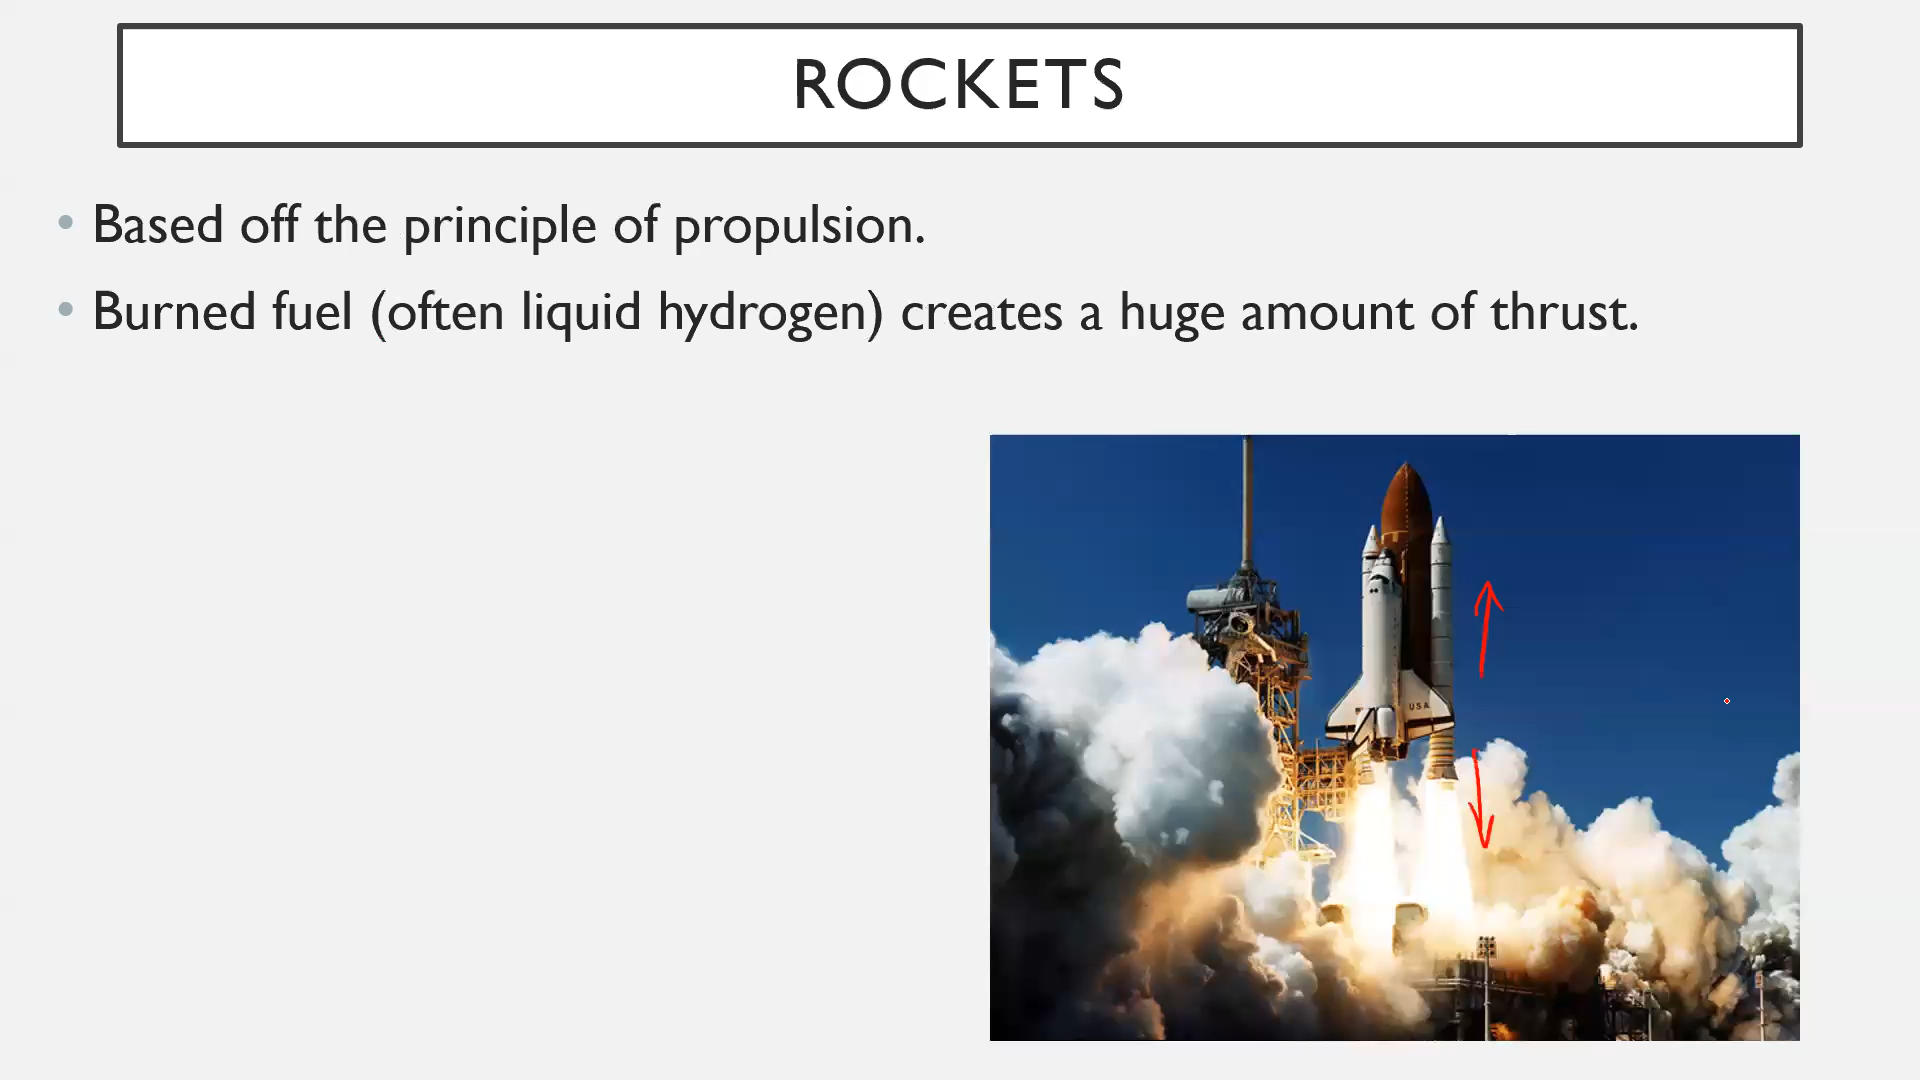 ROCKETS
Based off the principle of propulsion.
Burned fuel (often liquid hydrogen) creates a huge amount of thrust.
USA